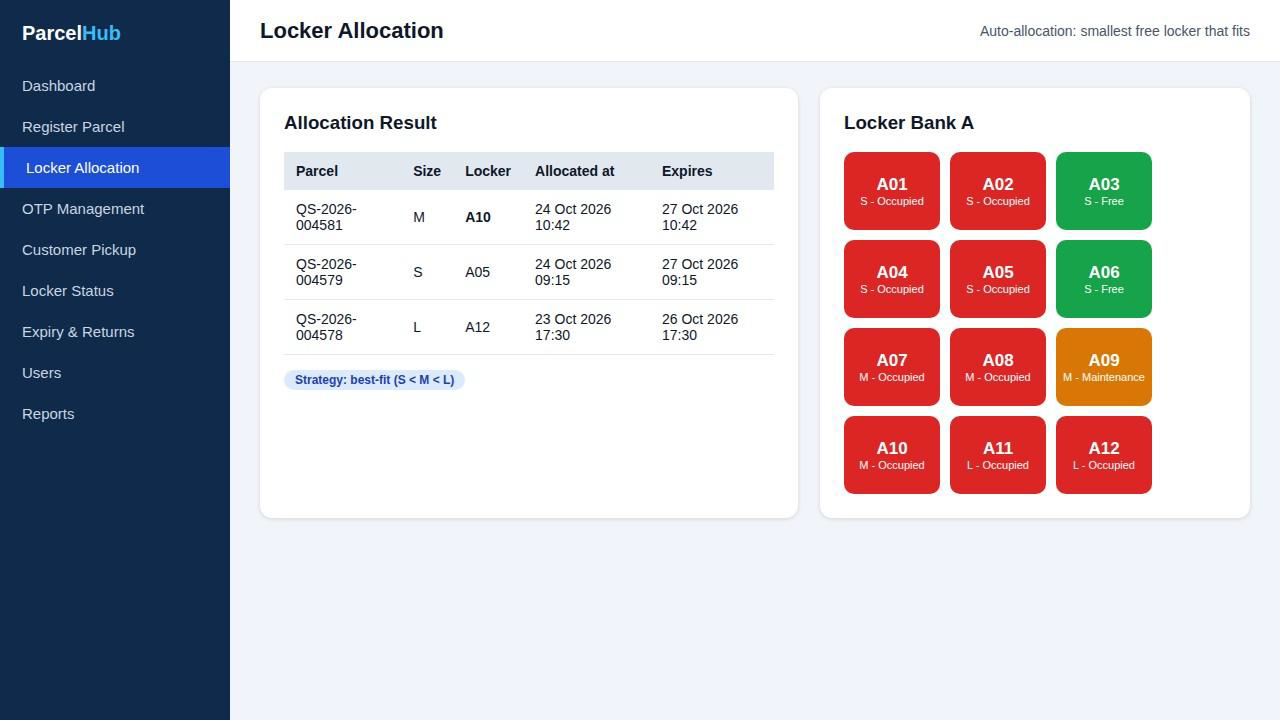 ParcelHub
Dashboard
Register Parcel
Locker Allocation
OTP Management
Customer Pickup
Locker Status
Expiry & Returns
Users
Reports
Locker Allocation
Auto-allocation: smallest free locker that fits
Allocation Result
Parcel Size Locker Allocated at Expires
QS-2026-004581 M A10 24 Oct 2026 10:42 27 Oct 2026 10:42
QS-2026-004579 S A05 24 Oct 2026 09:15 27 Oct 2026 09:15
QS-2026-004578 L A12 23 Oct 2026 17:30 26 Oct 2026 17:30
Strategy: best-fit (S < M < L)
Locker Bank A
A01 A02 A03
S - Occupied S - Occupied S - Free
A04 A05 A06
S - Occupied S - Occupied S - Free
A07 A08 A09
M - Occupied M - Occupied M - Maintenance
A10 A11 A12
M - Occupied L - Occupied L - Occupied